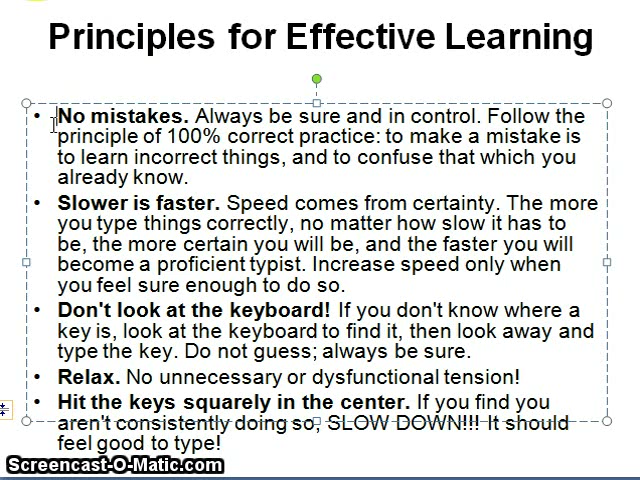 Principles for Effective Learning
• No mistakes. Always be sure and in control. Follow the
principle of 100% correct practice: to make a mistake is
to learn incorrect things, and to confuse that which you
already know.
• Slower is faster. Speed comes from certainty. The more
you type things correctly, no matter how slow it has to
be, the more certain you will be, and the faster you will
become a proficient typist. Increase speed only when
you feel sure enough to do so.
• Don't look at the keyboard! If you don't know where a
key is, look at the keyboard to find it, then look away and
type the key. Do not guess; always be sure.
• Relax. No unnecessary or dysfunctional tension!
• Hit the keys squarely in the center. If you find you
aren't consistently doing so, SLOW DOWN!!! It should
feel good to type!
Screencast-O-Matic.com